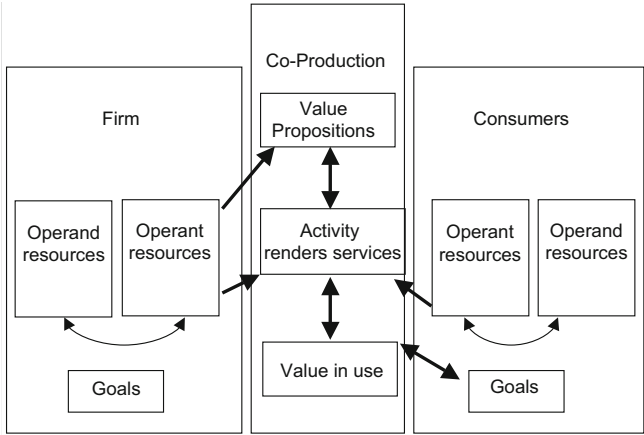 Co-Production
Firm
Value
Propositions
Consumers
Operand
resources
Operant
resources
Activity
renders services
Operant
resources
Operand
resources
Goals
Value in use
Goals